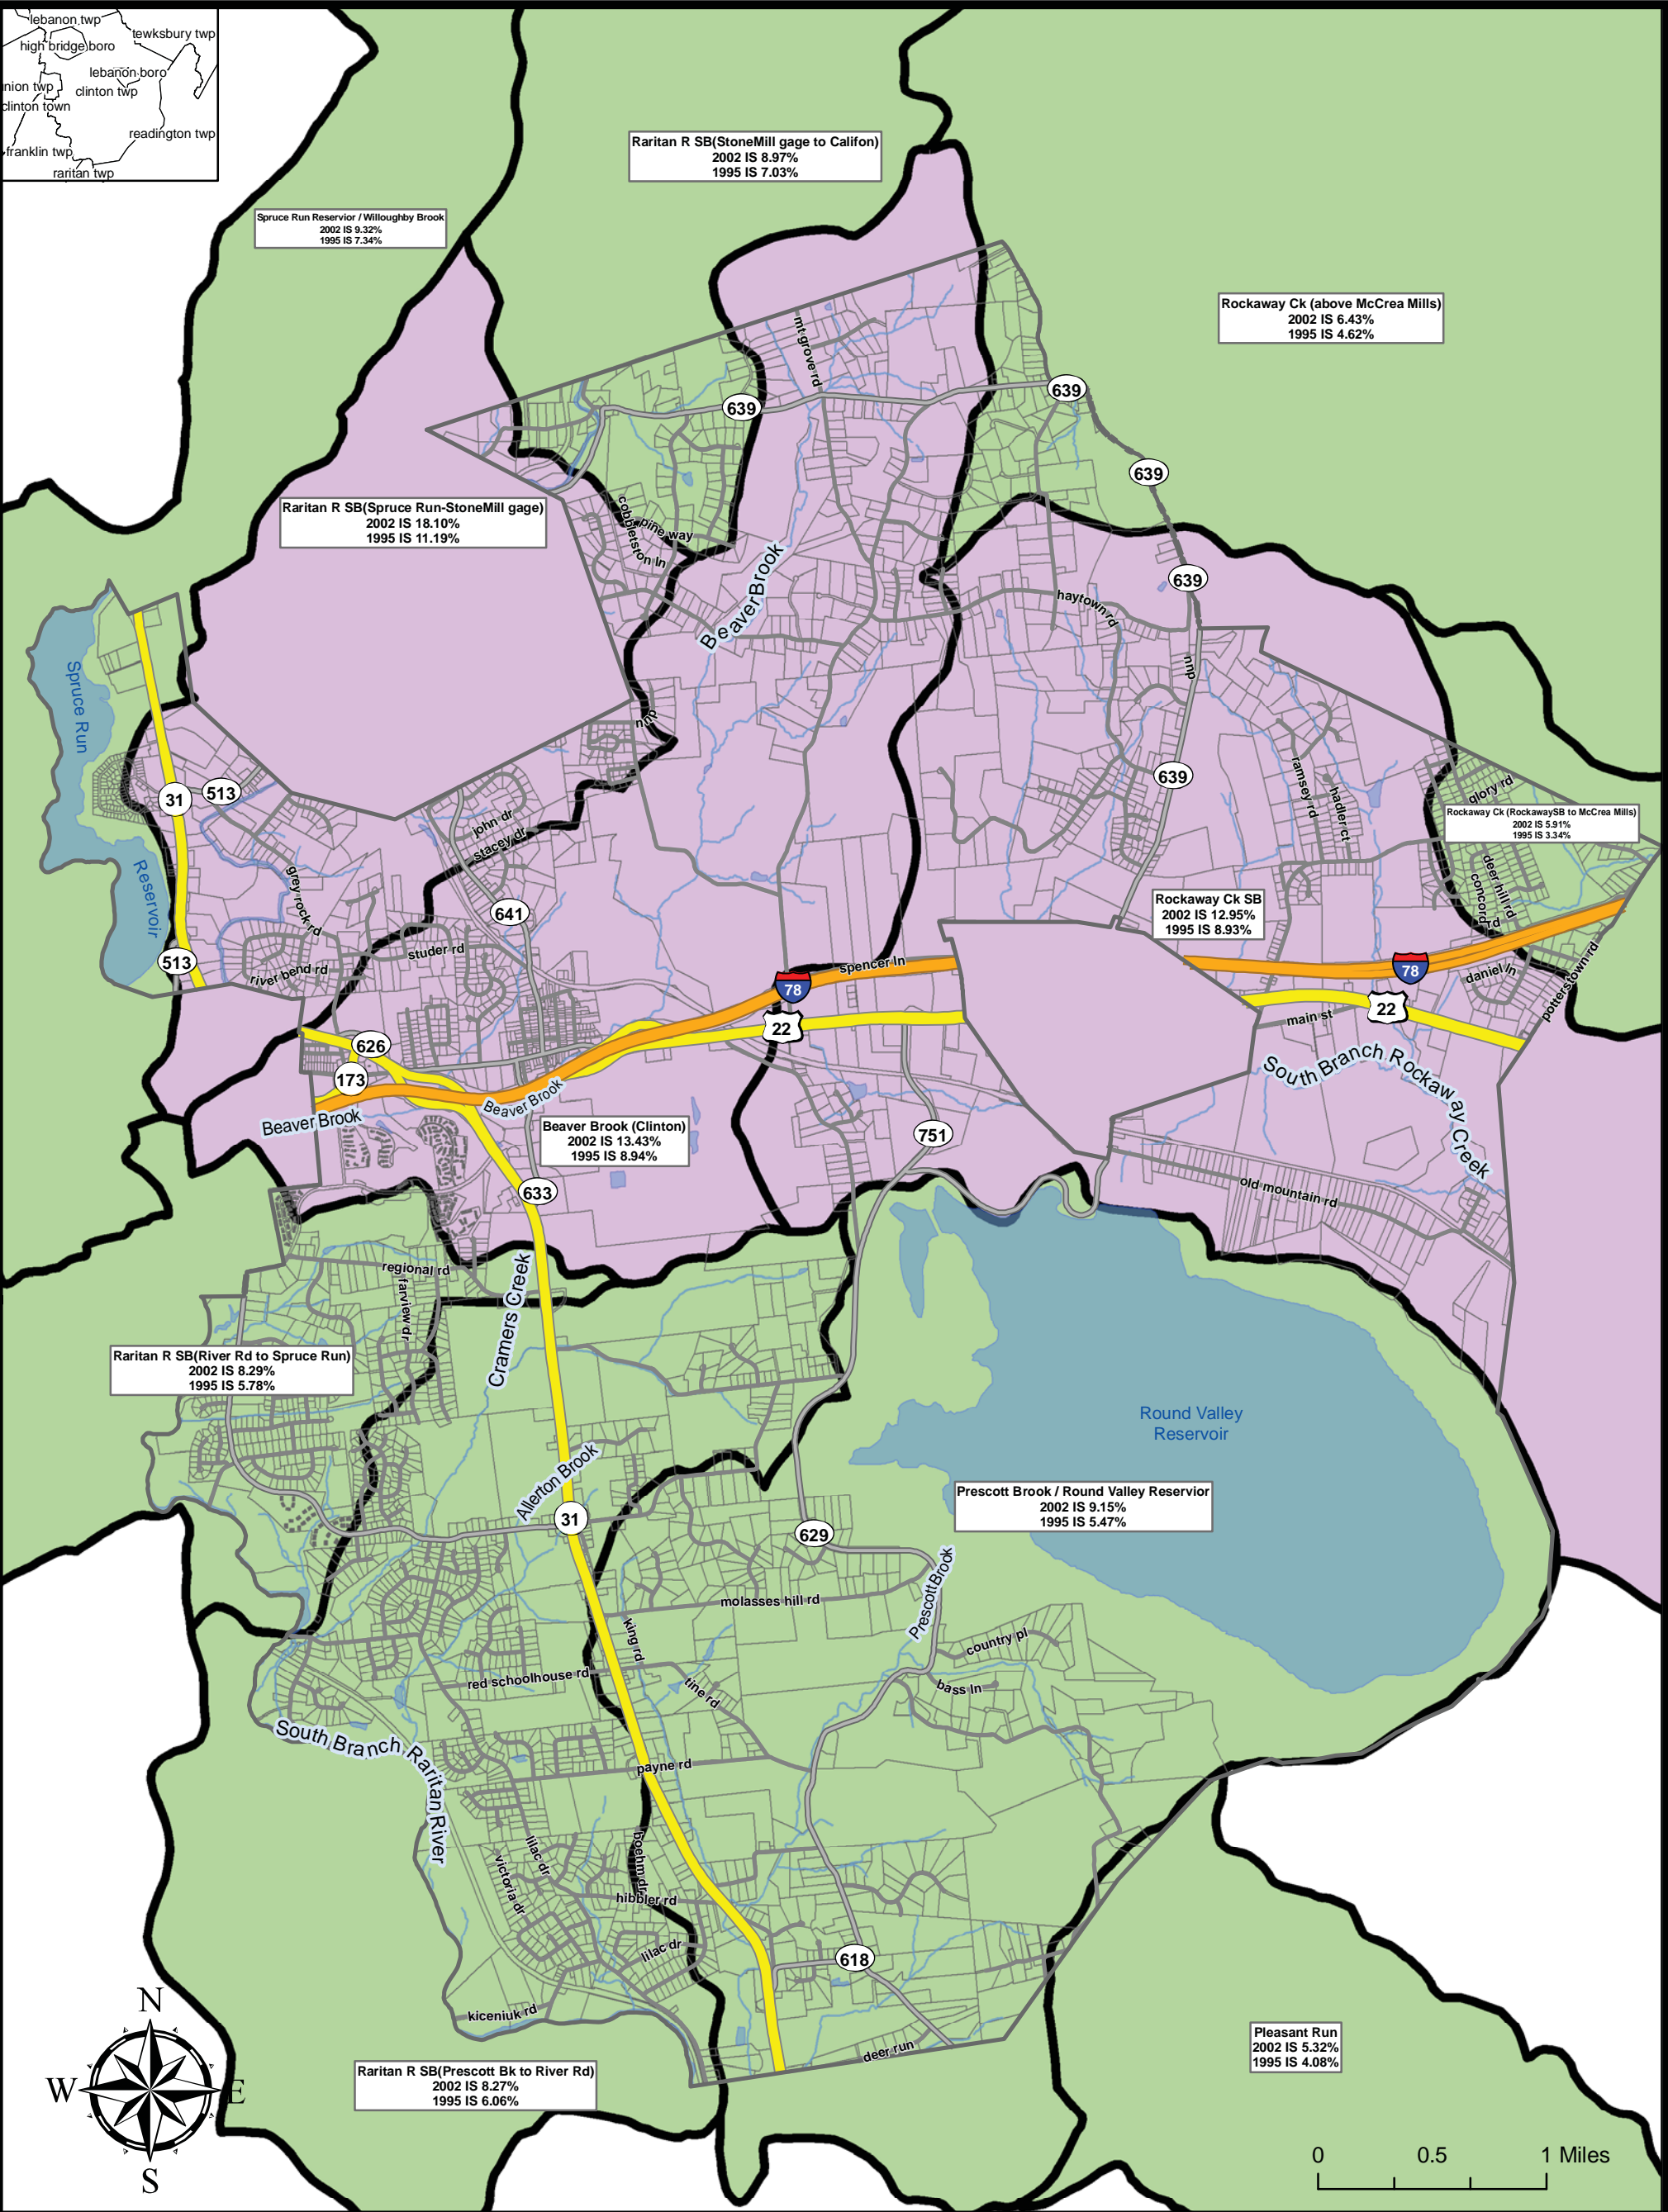 lebanon twp
tewksbury twp
high bridge boro
lebanon boro
nion twp
clinton twp
clinton town
readington twp
franklin twp
raritan twp
Raritan R SB(StoneMill gage to Califon)
2002 IS 8.97%
1995 IS 7.03%
Spruce Run Reservior / Willoughby Brook
2002 IS 9.32%
1995 IS 7.34%
Rockaway Ck (above McCrea Mills)
2002 IS 6.43%
1995 IS 4.62%
mt grove rd
639
639
639
Raritan R SB(Spruce Run-StoneMill gage)
2002 IS 18.10%
1995 IS 11.19%
cobbletston ln
pine way
Beaver Brook
639
haytown rd
Spruce Run
Reservoir
nnp
nnp
31
513
639
ramsey rd
hadler ct
glory rd
Rockaway Ck (RockawaySB to McCrea Mills)
2002 IS 5.91%
1995 IS 3.34%
john dr
stacey dr
grey rock rd
deer hill rd
concord rd
641
Rockaway Ck SB
2002 IS 12.95%
1995 IS 8.93%
studer rd
513
river bend rd
spencer ln
78
78
daniel ln
potterstown rd
22
22
main st
626
173
South Branch Rockaway Creek
Beaver Brook
Beaver Brook
Beaver Brook (Clinton)
2002 IS 13.43%
1995 IS 8.94%
751
633
old mountain rd
regional rd
farview dr
Cramers Creek
Raritan R SB(River Rd to Spruce Run)
2002 IS 8.29%
1995 IS 5.78%
Round Valley
Reservoir
Allerton Brook
Prescott Brook / Round Valley Reservior
2002 IS 9.15%
1995 IS 5.47%
31
629
Prescott Brook
molasses hill rd
king rd
country pl
red schoolhouse rd
tine rd
bass ln
South Branch Raritan River
payne rd
lilac dr
victoria dr
boehm dr
hibbler rd
lilac dr
618
kiceniuk rd
deer run
N
W
E
S
Raritan R SB(Prescott Bk to River Rd)
2002 IS 8.27%
1995 IS 6.06%
Pleasant Run
2002 IS 5.32%
1995 IS 4.08%
0 0.5 1 Miles